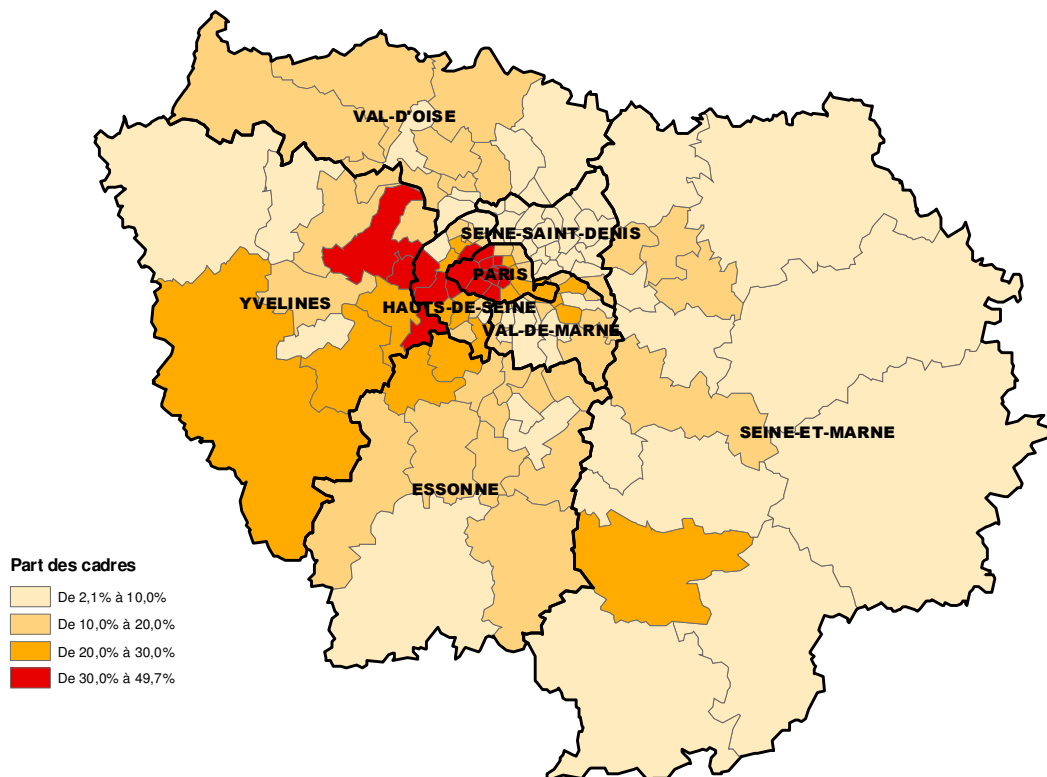 VAL-D'OISE
SEINE-SAINT-DENIS
PARIS
YVELINES
HAUTS-DE-SEINE
VAL-DE-MARNE
SEINE-ET-MARNE
ESSONNE
Part des cadres
De 2,1% à 10,0%
De 10,0% à 20,0%
De 20,0% à 30,0%
De 30,0% à 49,7%